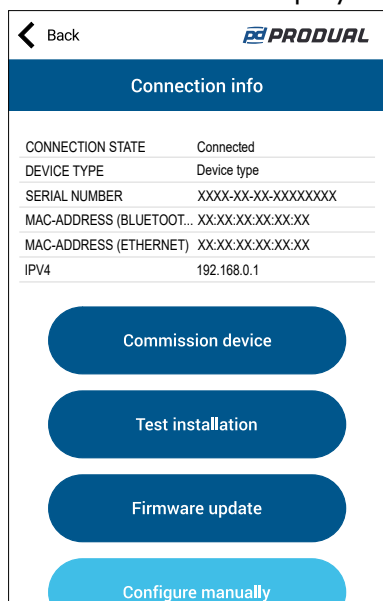 Back
PRODUAL
Connection info
CONNECTION STATE Connected
DEVICE TYPE Device type
SERIAL NUMBER XXXX-XX-XX-XXXXXXXX
MAC-ADDRESS (BLUETOOT... XX:XX:XX:XX:XX:XX
MAC-ADDRESS (ETHERNET) XX:XX:XX:XX:XX:XX
IPV4 192.168.0.1
Commission device
Test installation
Firmware update
Configure manually